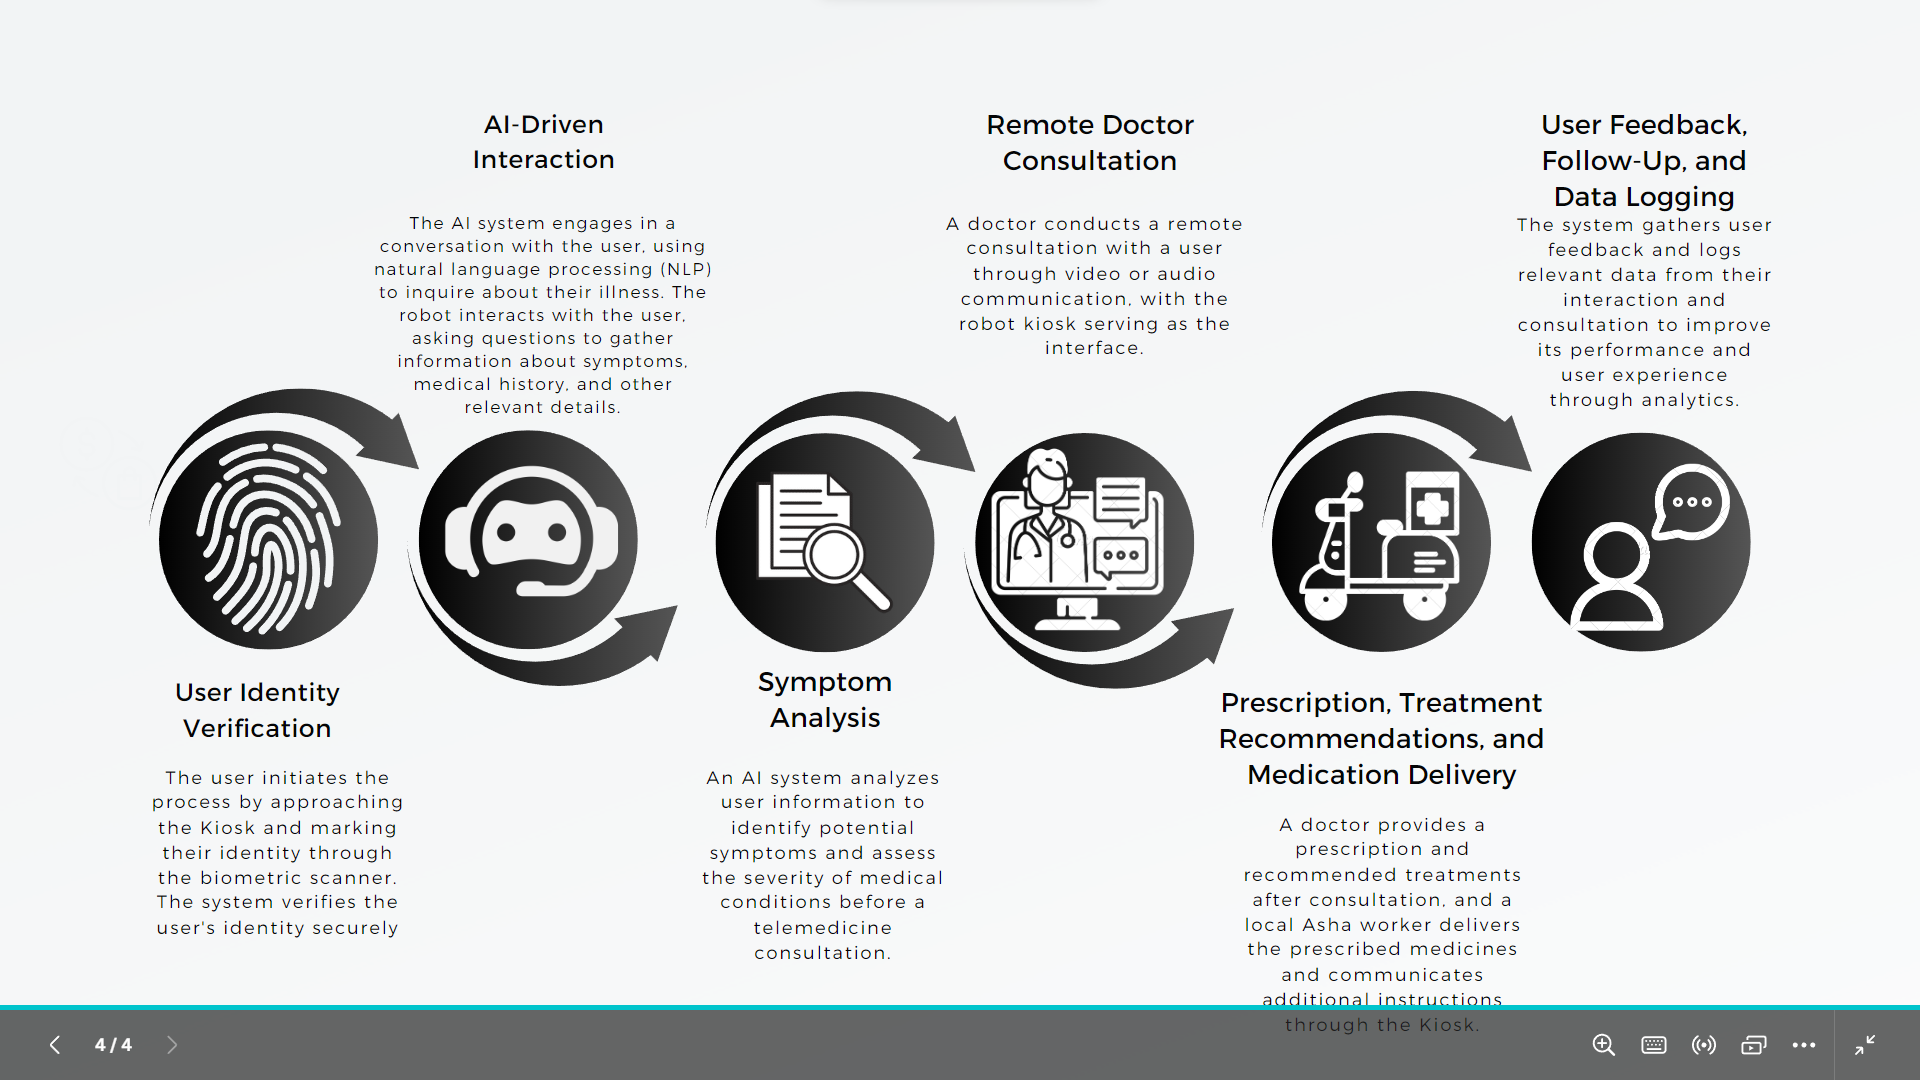 AI-Driven
Interaction
The AI system engages in a
conversation with the user, using
natural language processing (NLP)
to inquire about their illness. The
robot interacts with the user,
asking questions to gather
information about symptoms,
medical history, and other
relevant details.
Remote Doctor
Consultation
A doctor conducts a remote
consultation with a user
through video or audio
communication, with the
robot kiosk serving as the
interface.
User Feedback,
Follow-Up, and
Data Logging
The system gathers user
feedback and logs
relevant data from their
interaction and
consultation to improve
its performance and
user experience
through analytics.
User Identity
Verification
The user initiates the
process by approaching
the Kiosk and marking
their identity through
the biometric scanner.
The system verifies the
user's identity securely
Symptom
Analysis
An AI system analyzes
user information to
identify potential
symptoms and assess
the severity of medical
conditions before a
telemedicine
consultation.
Prescription, Treatment
Recommendations, and
Medication Delivery
A doctor provides a
prescription and
recommended treatments
after consultation, and a
local Asha worker delivers
the prescribed medicines
and communicates
additional instructions
through the Kiosk.
4 / 4